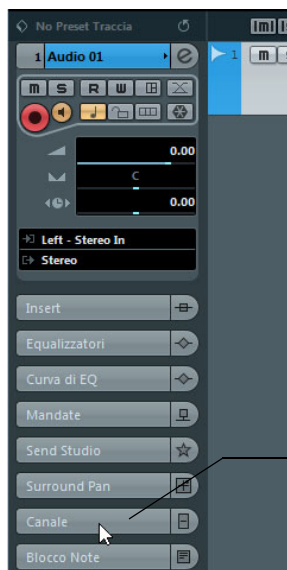 No Preset Traccia
1 Audio 01
m S R W
0.00
C
0.00
Left - Stereo In
Stereo
Insert
Equalizzatori
Curva di EQ
Mandate
Send Studio
Surround Pan
Canale
Blocco Note
m
1 m